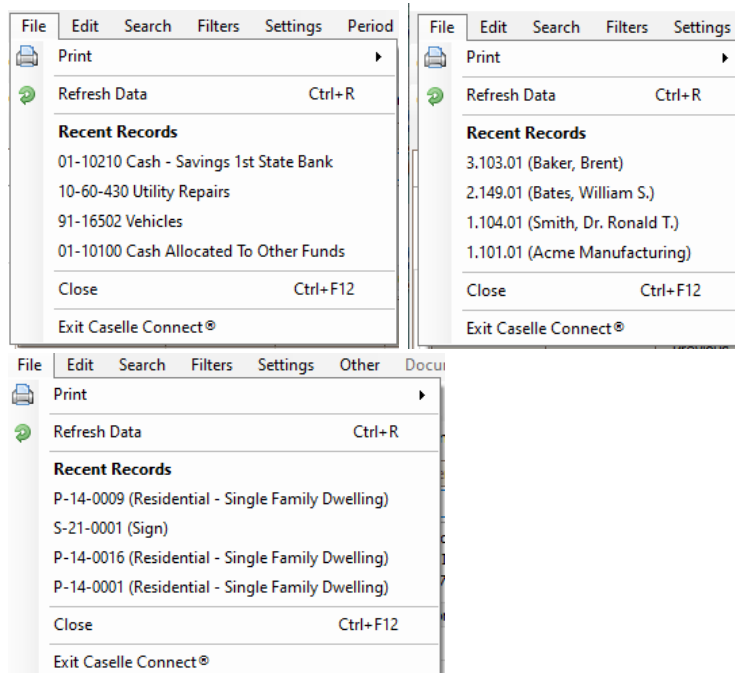 File Edit Search Filters Settings Period
Print
Refresh Data Ctrl+R
Recent Records
01-10210 Cash - Savings 1st State Bank
10-60-430 Utility Repairs
91-16502 Vehicles
01-10100 Cash Allocated To Other Funds
Close Ctrl+F12
Exit Caselle Connect®
File Edit Search Filters Settings
Print
Refresh Data Ctrl+R
Recent Records
3.103.01 (Baker, Brent)
2.149.01 (Bates, William S.)
1.104.01 (Smith, Dr. Ronald T.)
1.101.01 (Acme Manufacturing)
Close Ctrl+F12
Exit Caselle Connect®
File Edit Search Filters Settings Other Docu
Print
Refresh Data Ctrl+R
Recent Records
P-14-0009 (Residential - Single Family Dwelling)
S-21-0001 (Sign)
P-14-0016 (Residential - Single Family Dwelling)
P-14-0001 (Residential - Single Family Dwelling)
Close Ctrl+F12
Exit Caselle Connect®